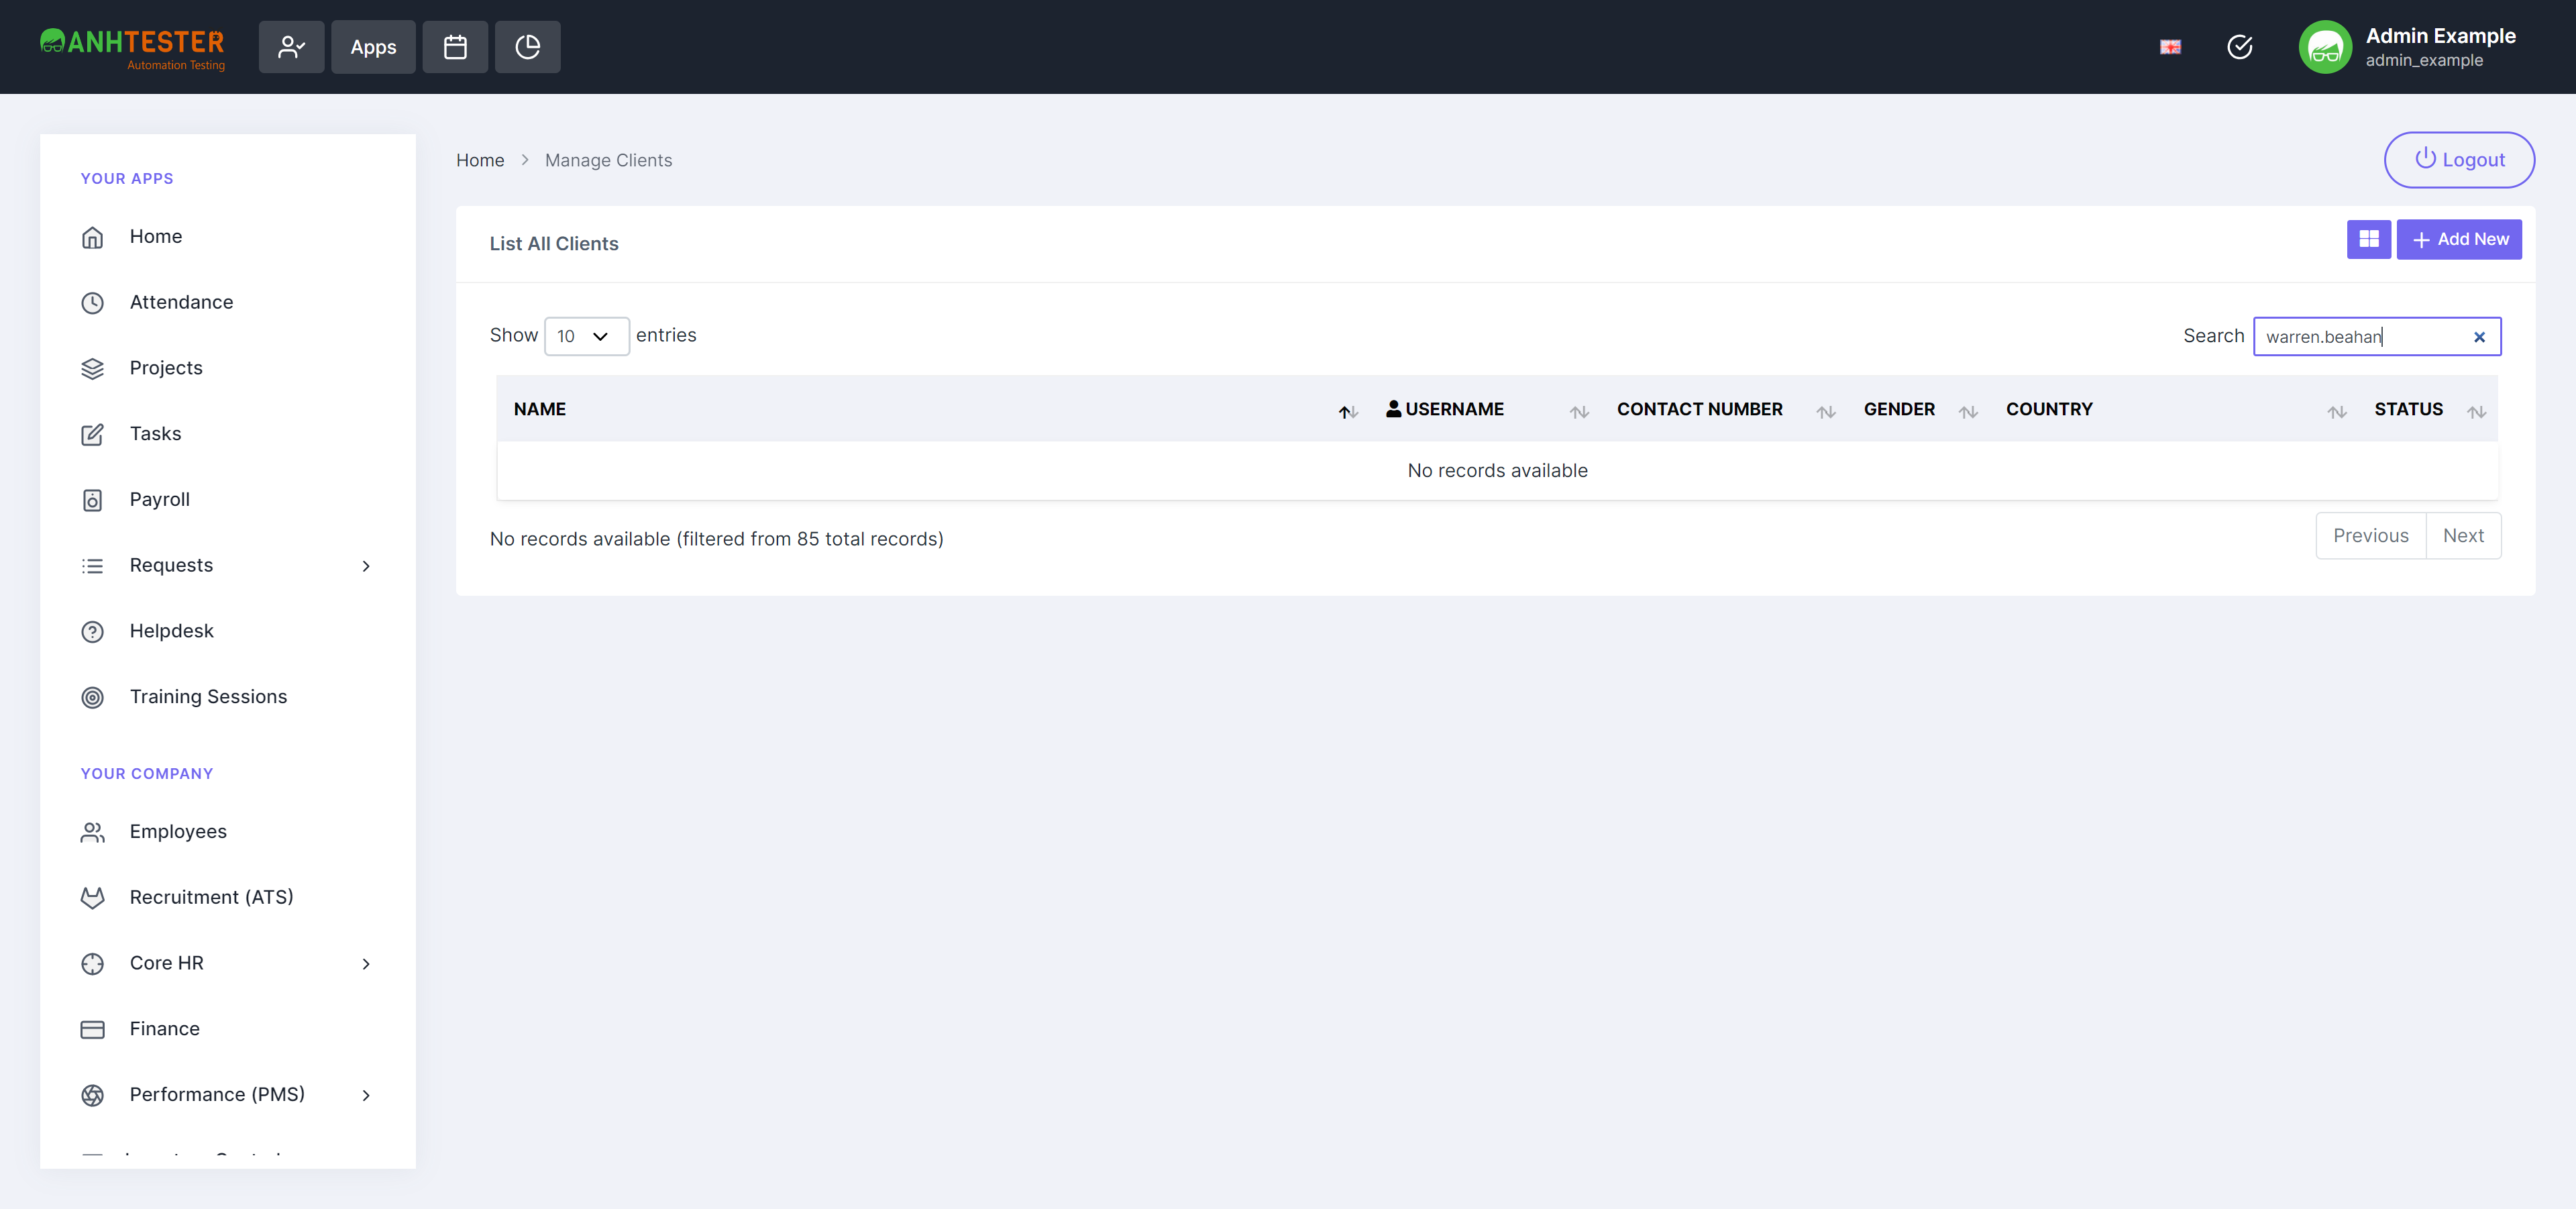 ANHTESTER
Automation Testing
Apps
Admin Example
admin_example
YOUR APPS
Home
Attendance
Projects
Tasks
Payroll
Requests
Helpdesk
Training Sessions
YOUR COMPANY
Employees
Recruitment (ATS)
Core HR
Finance
Performance (PMS)
Home > Manage Clients
Logout
List All Clients
Add New
Show 10 entries
Search warren.beahan
NAME USERNAME CONTACT NUMBER GENDER COUNTRY STATUS
No records available
No records available (filtered from 85 total records)
Previous Next